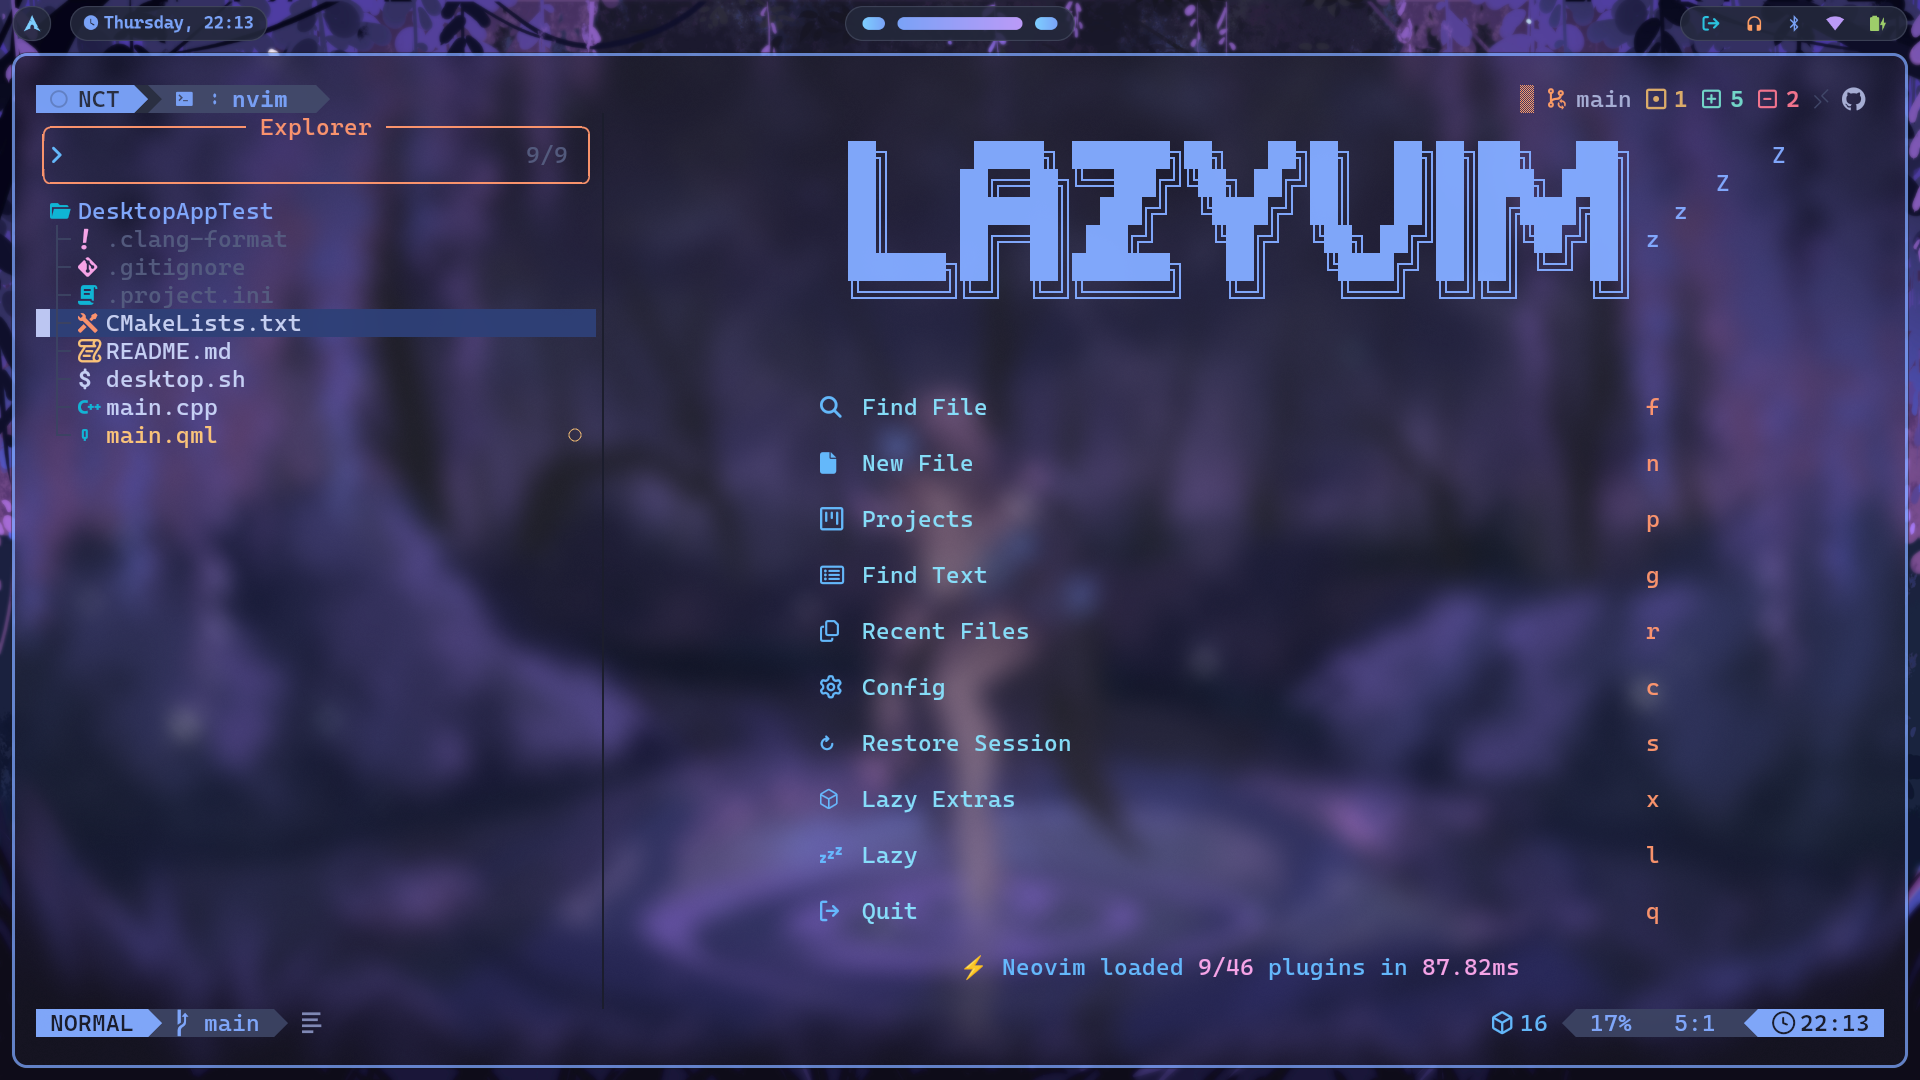 Thursday, 22:13
NCT : nvim
main 1 5 2
Explorer
9/9
LAZYVIM
Z
Z
z
z
DesktopAppTest
.clang-format
.gitignore
.project.ini
CMakeLists.txt
README.md
desktop.sh
main.cpp
main.qml
Find File f
New File n
Projects p
Find Text g
Recent Files r
Config c
Restore Session s
Lazy Extras x
Lazy l
Quit q
⚡ Neovim loaded 9/46 plugins in 87.82ms
NORMAL main
16 17% 5:1 22:13